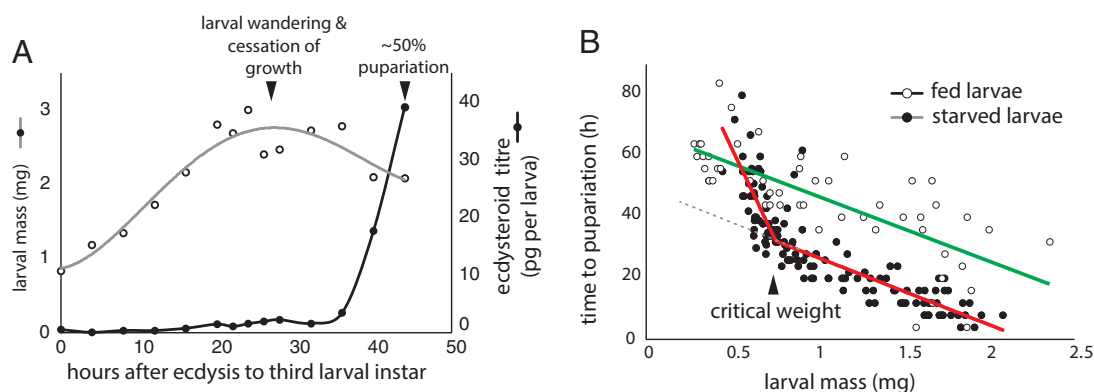 A
larval wandering &
cessation of
growth
~50%
pupariation
larval mass (mg)
3
2
1
0
0
10
20
30
40
50
hours after ecdysis to third larval instar
40
30
20
10
0
edysteroid titre
(pg per larva)
B
time to pupariation (h)
80
60
40
20
0
fed larvae
starved larvae
critical weight
0
0.5
1
1.5
2
2.5
larval mass (mg)